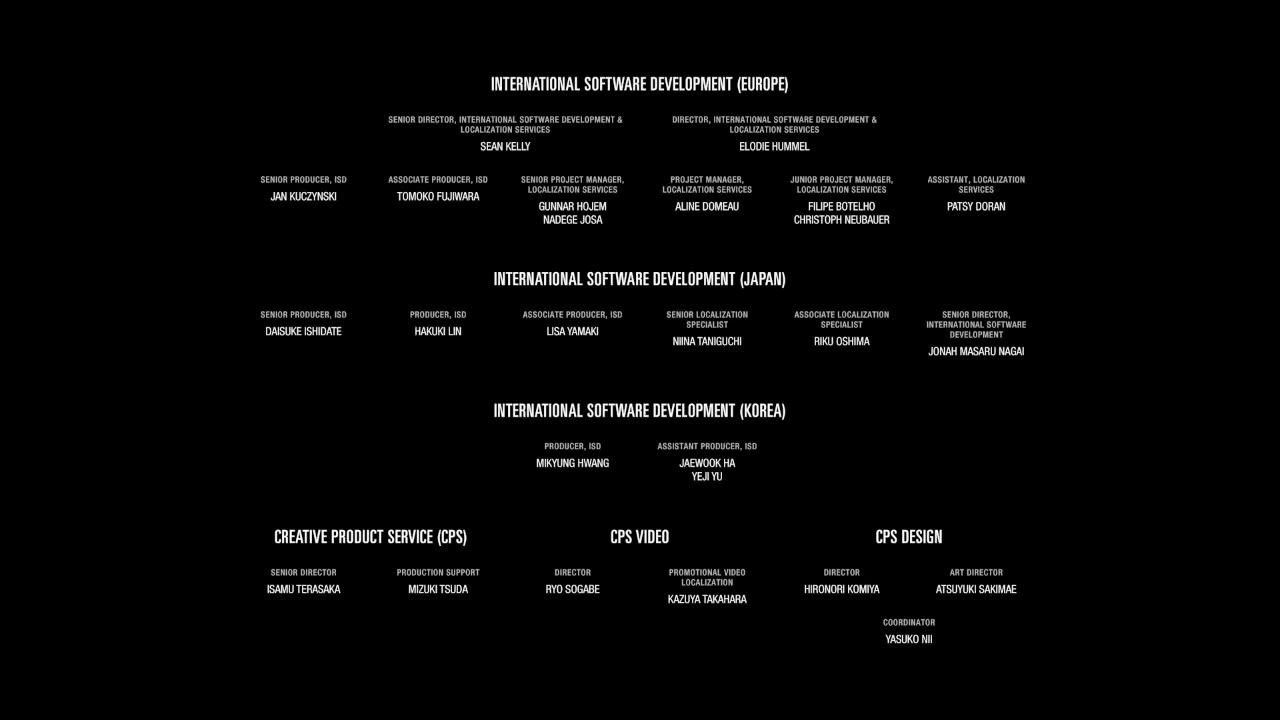 INTERNATIONAL SOFTWARE DEVELOPMENT (EUROPE)
SENIOR DIRECTOR, INTERNATIONAL SOFTWARE DEVELOPMENT &
LOCALIZATION SERVICES
SEAN KELLY
DIRECTOR, INTERNATIONAL SOFTWARE DEVELOPMENT &
LOCALIZATION SERVICES
ELODIE HUMMEL
SENIOR PRODUCER, ISD
JAN KUCZYNSKI
ASSOCIATE PRODUCER, ISD
TOMOKO FUJIWARA
SENIOR PROJECT MANAGER,
LOCALIZATION SERVICES
GUNNAR HOJEM
NADEGE JOSA
PROJECT MANAGER,
LOCALIZATION SERVICES
ALINE DOMEAU
JUNIOR PROJECT MANAGER,
LOCALIZATION SERVICES
FILIPE BOTELHO
CHRISTOPH NEUBAUER
ASSISTANT, LOCALIZATION
SERVICES
PATSY DORAN
INTERNATIONAL SOFTWARE DEVELOPMENT (JAPAN)
SENIOR PRODUCER, ISD
DAISUKE ISHIDATE
PRODUCER, ISD
HAKUKI LIN
ASSOCIATE PRODUCER, ISD
LISA YAMAKI
SENIOR LOCALIZATION
SPECIALIST
NIINA TANIGUCHI
ASSOCIATE LOCALIZATION
SPECIALIST
RIKU OSHIMA
SENIOR DIRECTOR,
INTERNATIONAL SOFTWARE
DEVELOPMENT
JONAH MASARU NAGAI
INTERNATIONAL SOFTWARE DEVELOPMENT (KOREA)
PRODUCER, ISD
MIKYUNG HWANG
ASSISTANT PRODUCER, ISD
JAEWOOK HA
YEJI YU
CREATIVE PRODUCT SERVICE (CPS)
SENIOR DIRECTOR
ISAMU TERASAKA
PRODUCTION SUPPORT
MIZUKI TSUDA
CPS VIDEO
DIRECTOR
RYO SOGABE
PROMOTIONAL VIDEO
LOCALIZATION
KAZUYA TAKAHARA
CPS DESIGN
DIRECTOR
HIRONORI KOMIYA
ART DIRECTOR
ATSUYUKI SAKIMAE
COORDINATOR
YASUKO NII